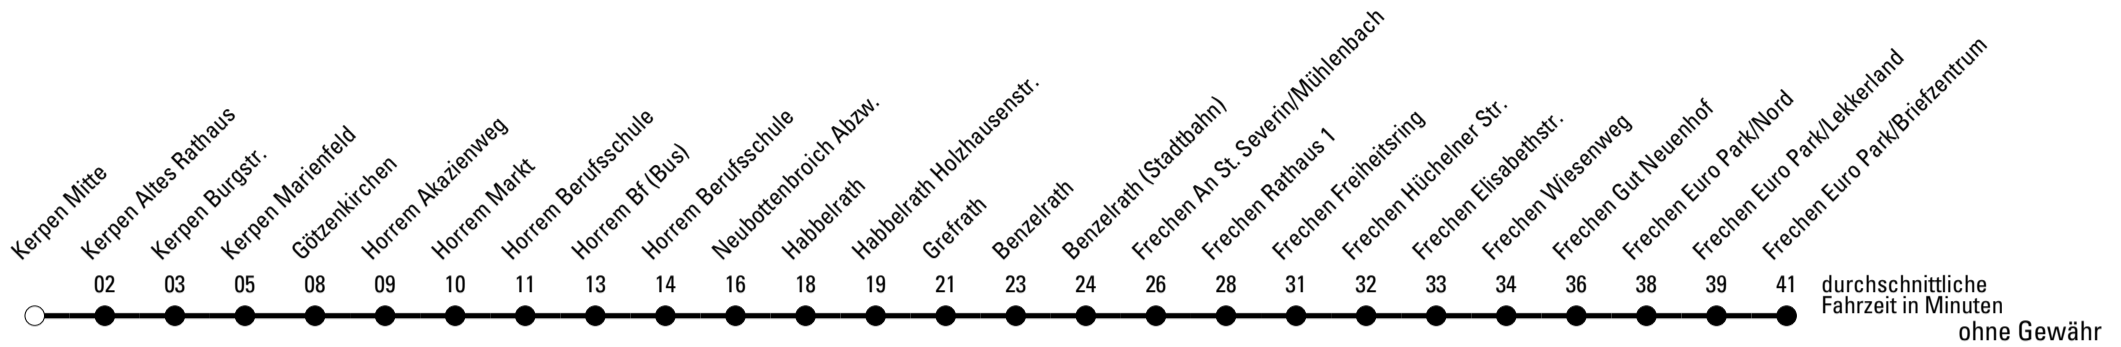 Kerpen Mitte
Kerpen Altes Rathaus
Kerpen Burgstr.
Kerpen Marienfeld
Götzenkirchen
Horrem Akazienweg
Horrem Markt
Horrem Berufsschule
Horrem Bf (Bus)
Horrem Berufsschule
Neubottenbroich Abzw.
Habbelrath
Habbelrath Holzhausenstr.
Grefrath
Benzelrath
Benzelrath (Stadtbahn)
Frechen An St. Severin/Mühlenbach
Frechen Rathaus 1
Frechen Freiheitsring
Frechen Hüchelner Str.
Frechen Elisabethstr.
Frechen Wiesenweg
Frechen Gut Neuenhof
Frechen Euro Park/Nord
Frechen Euro Park/Lekkerland
Frechen Euro Park/Briefzentrum
02 03 05 08 09 10 11 13 14 16 18 19 21 23 24 26 28 31 32 33 34 36 38 39 41
durchschnittliche
Fahrzeit in Minuten
ohne Gewähr